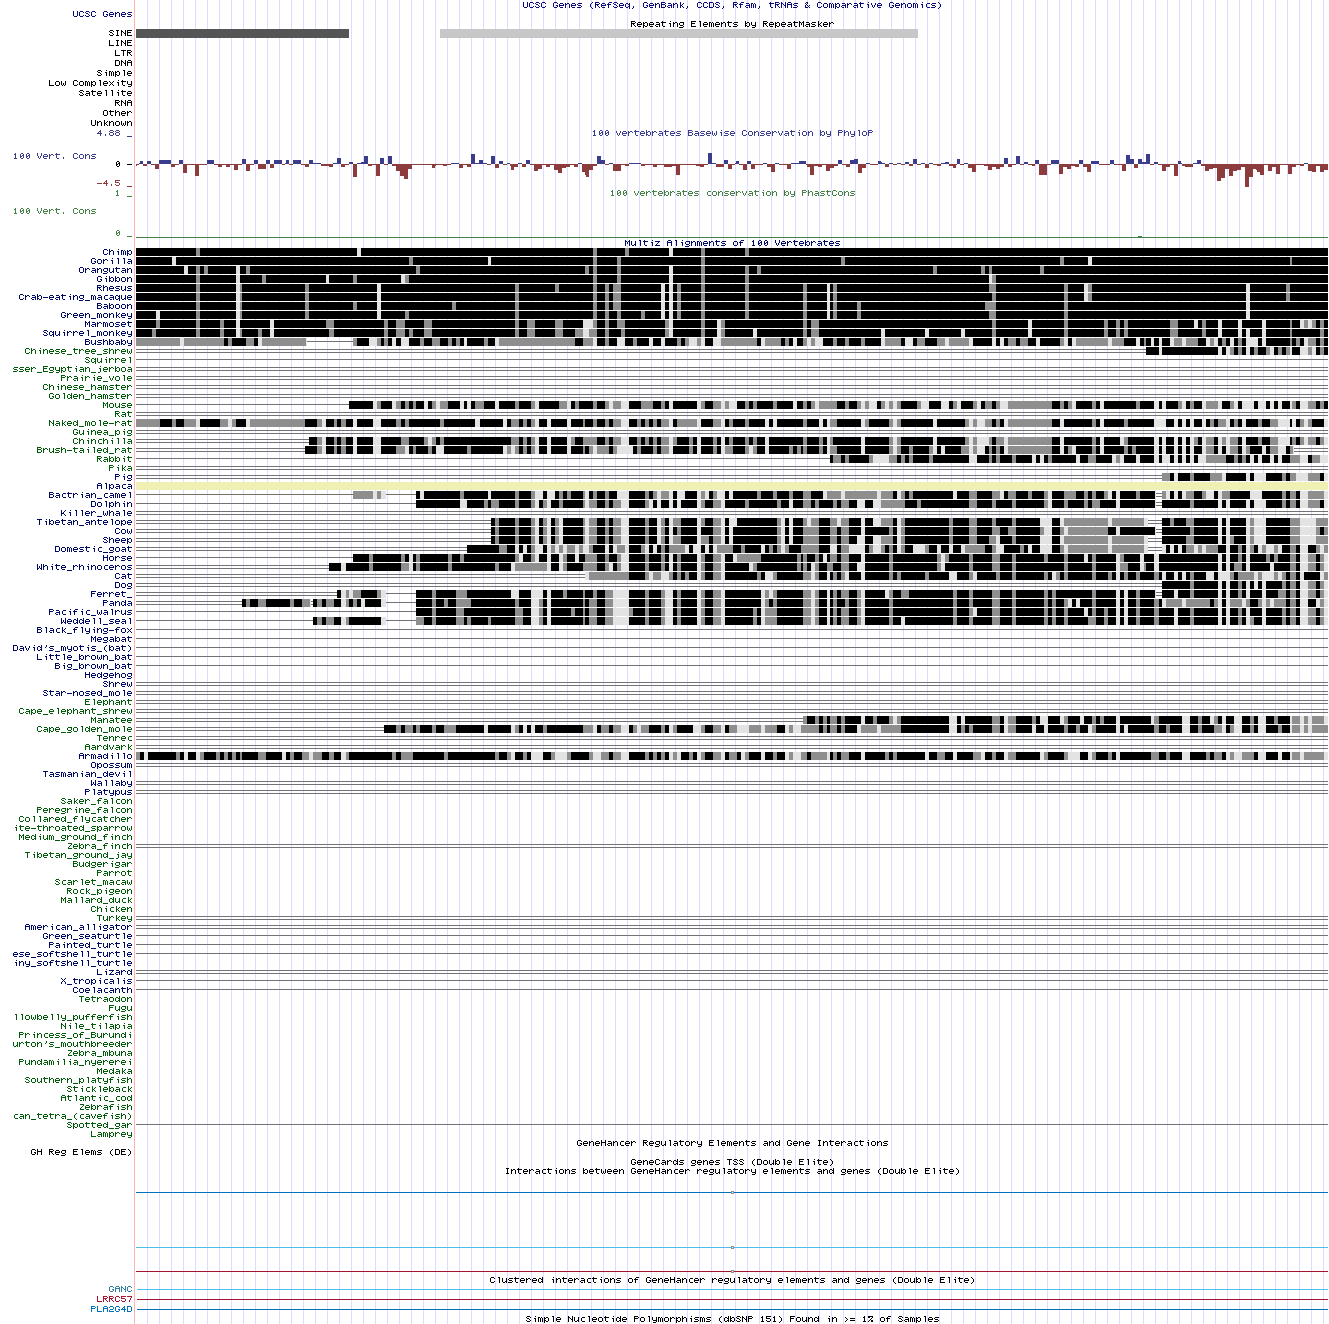 UCSC Genes (RefSeq, GenBank, CCDS, Rfam, tRNAs & Comparative Genomics)
UCSC Genes
Repeating Elements by RepeatMasker
SINE
LINE
LTR
DNA
Simple
Low Complexity
Satellite
RNA
Other
Unknown
4.88 _
100 vertebrates Basewise Conservation by PhyloP
100 Vert. Cons
0 -
-4.5 _
1 _
100 vertebrates conservation by PhastCons
100 Vert. Cons
0 _
Multiz Alignments of 100 Vertebrates
Chimp
Gorilla
Orangutan
Gibbon
Rhesus
Crab-eating_macaque
Baboon
Green_monkey
Marmoset
Squirrel_monkey
Bushbaby
Chinese_tree_shrew
Squirrel
sser_Egyptian_jerboa
Prairie_vole
Chinese_hamster
Golden_hamster
Mouse
Rat
Naked_mole-rat
Guinea_pig
Chinchilla
Brush-tailed_rat
Rabbit
Pika
Pig
Alpaca
Bactrian_camel
Dolphin
Killer_whale
Tibetan_antelope
Cow
Sheep
Domestic_goat
Horse
White_rhinoceros
Cat
Dog
Ferret_
Panda
Pacific_walrus
Weddell_seal
Black_flying-fox
Megabat
David's_myotis_(bat)
Little_brown_bat
Big_brown_bat
Hedgehog
Shrew
Star-nosed_mole
Elephant
Cape_elephant_shrew
Manatee
Cape_golden_mole
Tenrec
Aardvark
Armadillo
Opossum
Tasmanian_devil
Wallaby
Platypus
Saker_falcon
Peregrine_falcon
Collared_flycatcher
ite-throated_sparrow
Medium_ground_finch
Zebra_finch
Tibetan_ground_jay
Budgerigar
Parrot
Scarlet_macaw
Rock_pigeon
Mallard_duck
Chicken
Turkey
American_alligator
Green_seaturtle
Painted_turtle
ese_softshell_turtle
iny_softshell_turtle
Lizard
X_tropicalis
Coelacanth
Tetraodon
Fugu
llowbelly_pufferfish
Nile_tilapia
Princess_of_Burundi
urton's_mouthbreeder
Zebra_mbuna
Pundamilia_nyererei
Medaka
Southern_platyfish
Stickleback
Atlantic_cod
Zebrafish
can_tetra_(cavefish)
Spotted_gar
Lamprey
GeneHancer Regulatory Elements and Gene Interactions
GH Reg Elems (DE)
GeneCards genes TSS (Double Elite)
Interactions between GeneHancer regulatory elements and genes (Double Elite)
Clustered interactions of GeneHancer regulatory elements and genes (Double Elite)
GANC
LRRC57
PLA2G4D
Simple Nucleotide Polymorphisms (dbSNP 151) Found in >= 1% of Samples